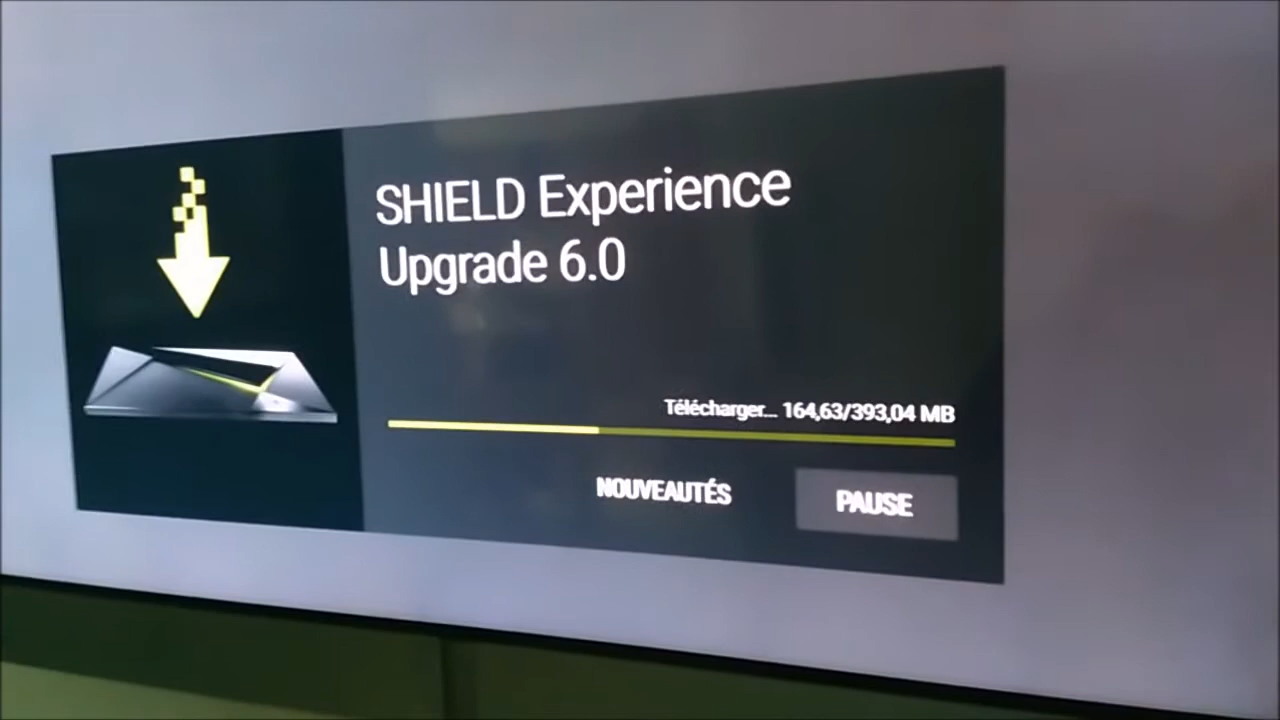 SHIELD Experience
Upgrade 6.0
Télécharger... 164,63/393,04 MB
NOUVEAUTÉS
PAUSE